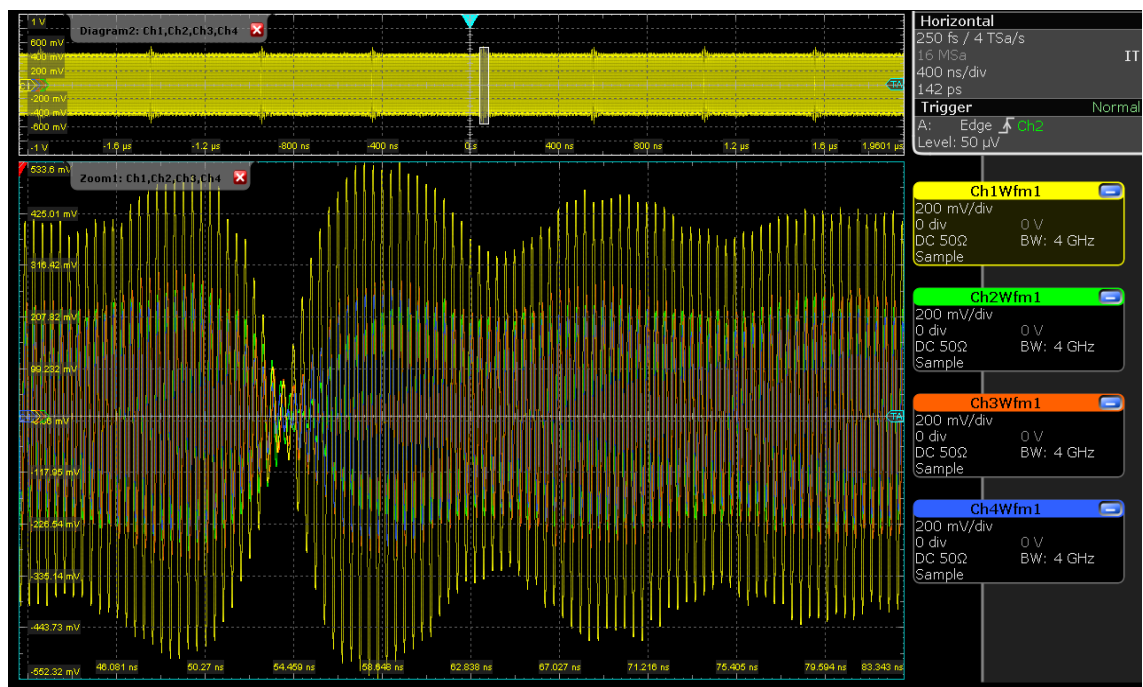 1 V
Diagram2: Ch1,Ch2,Ch3,Ch4
600 mV
400 mV
200 mV
-200 mV
-400 mV
-600 mV
-1 V
-1.6 µs
-1.2 µs
-800 ns
-400 ns
0 s
400 ns
800 ns
1.2 µs
1.6 µs
1.9601 µs
TA
Zoom1: Ch1,Ch2,Ch3,Ch4
533.6 mV
425.01 mV
316.42 mV
207.82 mV
99.232 mV
TA
-117.95 mV
-226.54 mV
-335.14 mV
-443.73 mV
-552.32 mV
46.081 ns
50.27 ns
54.459 ns
58.648 ns
62.838 ns
67.027 ns
71.216 ns
75.405 ns
79.594 ns
83.343 ns
Horizontal
250 fs / 4 TSa/s
16 MSa
IT
400 ns/div
142 ps
Trigger
Normal
A: Edge Ch2
Level: 50 µV
Ch1Wfm1
200 mV/div
0 div 0 V
DC 50Ω BW: 4 GHz
Sample
Ch2Wfm1
200 mV/div
0 div 0 V
DC 50Ω BW: 4 GHz
Sample
Ch3Wfm1
200 mV/div
0 div 0 V
DC 50Ω BW: 4 GHz
Sample
Ch4Wfm1
200 mV/div
0 div 0 V
DC 50Ω BW: 4 GHz
Sample